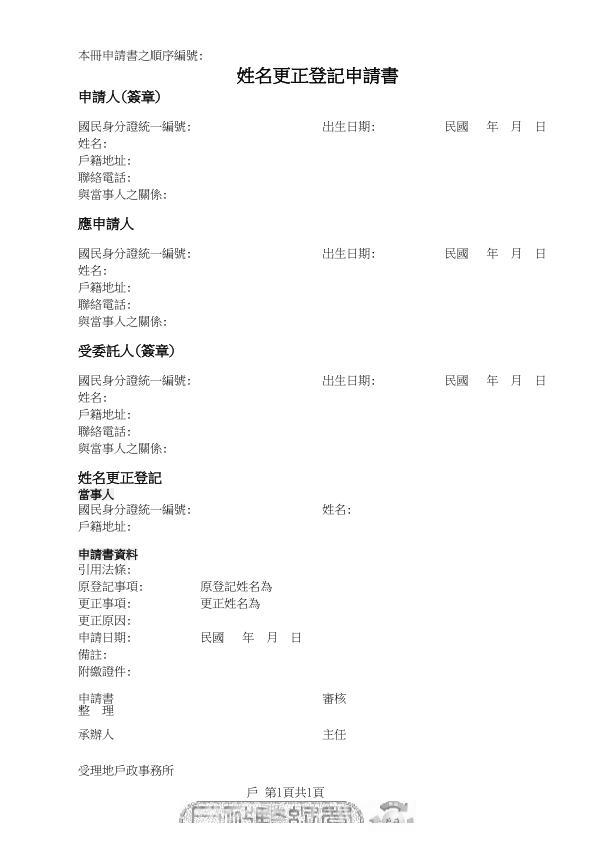 本冊申請書之順序編號:
姓名更正登記申請書
申請人(簽章)
國民身分證統一編號: 出生日期: 民國 年 月 日
姓名:
戶籍地址:
聯絡電話:
與當事人之關係:
應申請人
國民身分證統一編號: 出生日期: 民國 年 月 日
姓名:
戶籍地址:
聯絡電話:
與當事人之關係:
受委託人(簽章)
國民身分證統一編號: 出生日期: 民國 年 月 日
姓名:
戶籍地址:
聯絡電話:
與當事人之關係:
姓名更正登記
當事人
國民身分證統一編號: 姓名:
戶籍地址:
申請書資料
引用法條:
原登記事項: 原登記姓名為
更正事項: 更正姓名為
更正原因:
申請日期: 民國 年 月 日
備註:
附繳證件:
申請書 審核
整 理
承辦人 主任
受理地戶政事務所
戶 第1頁共1頁